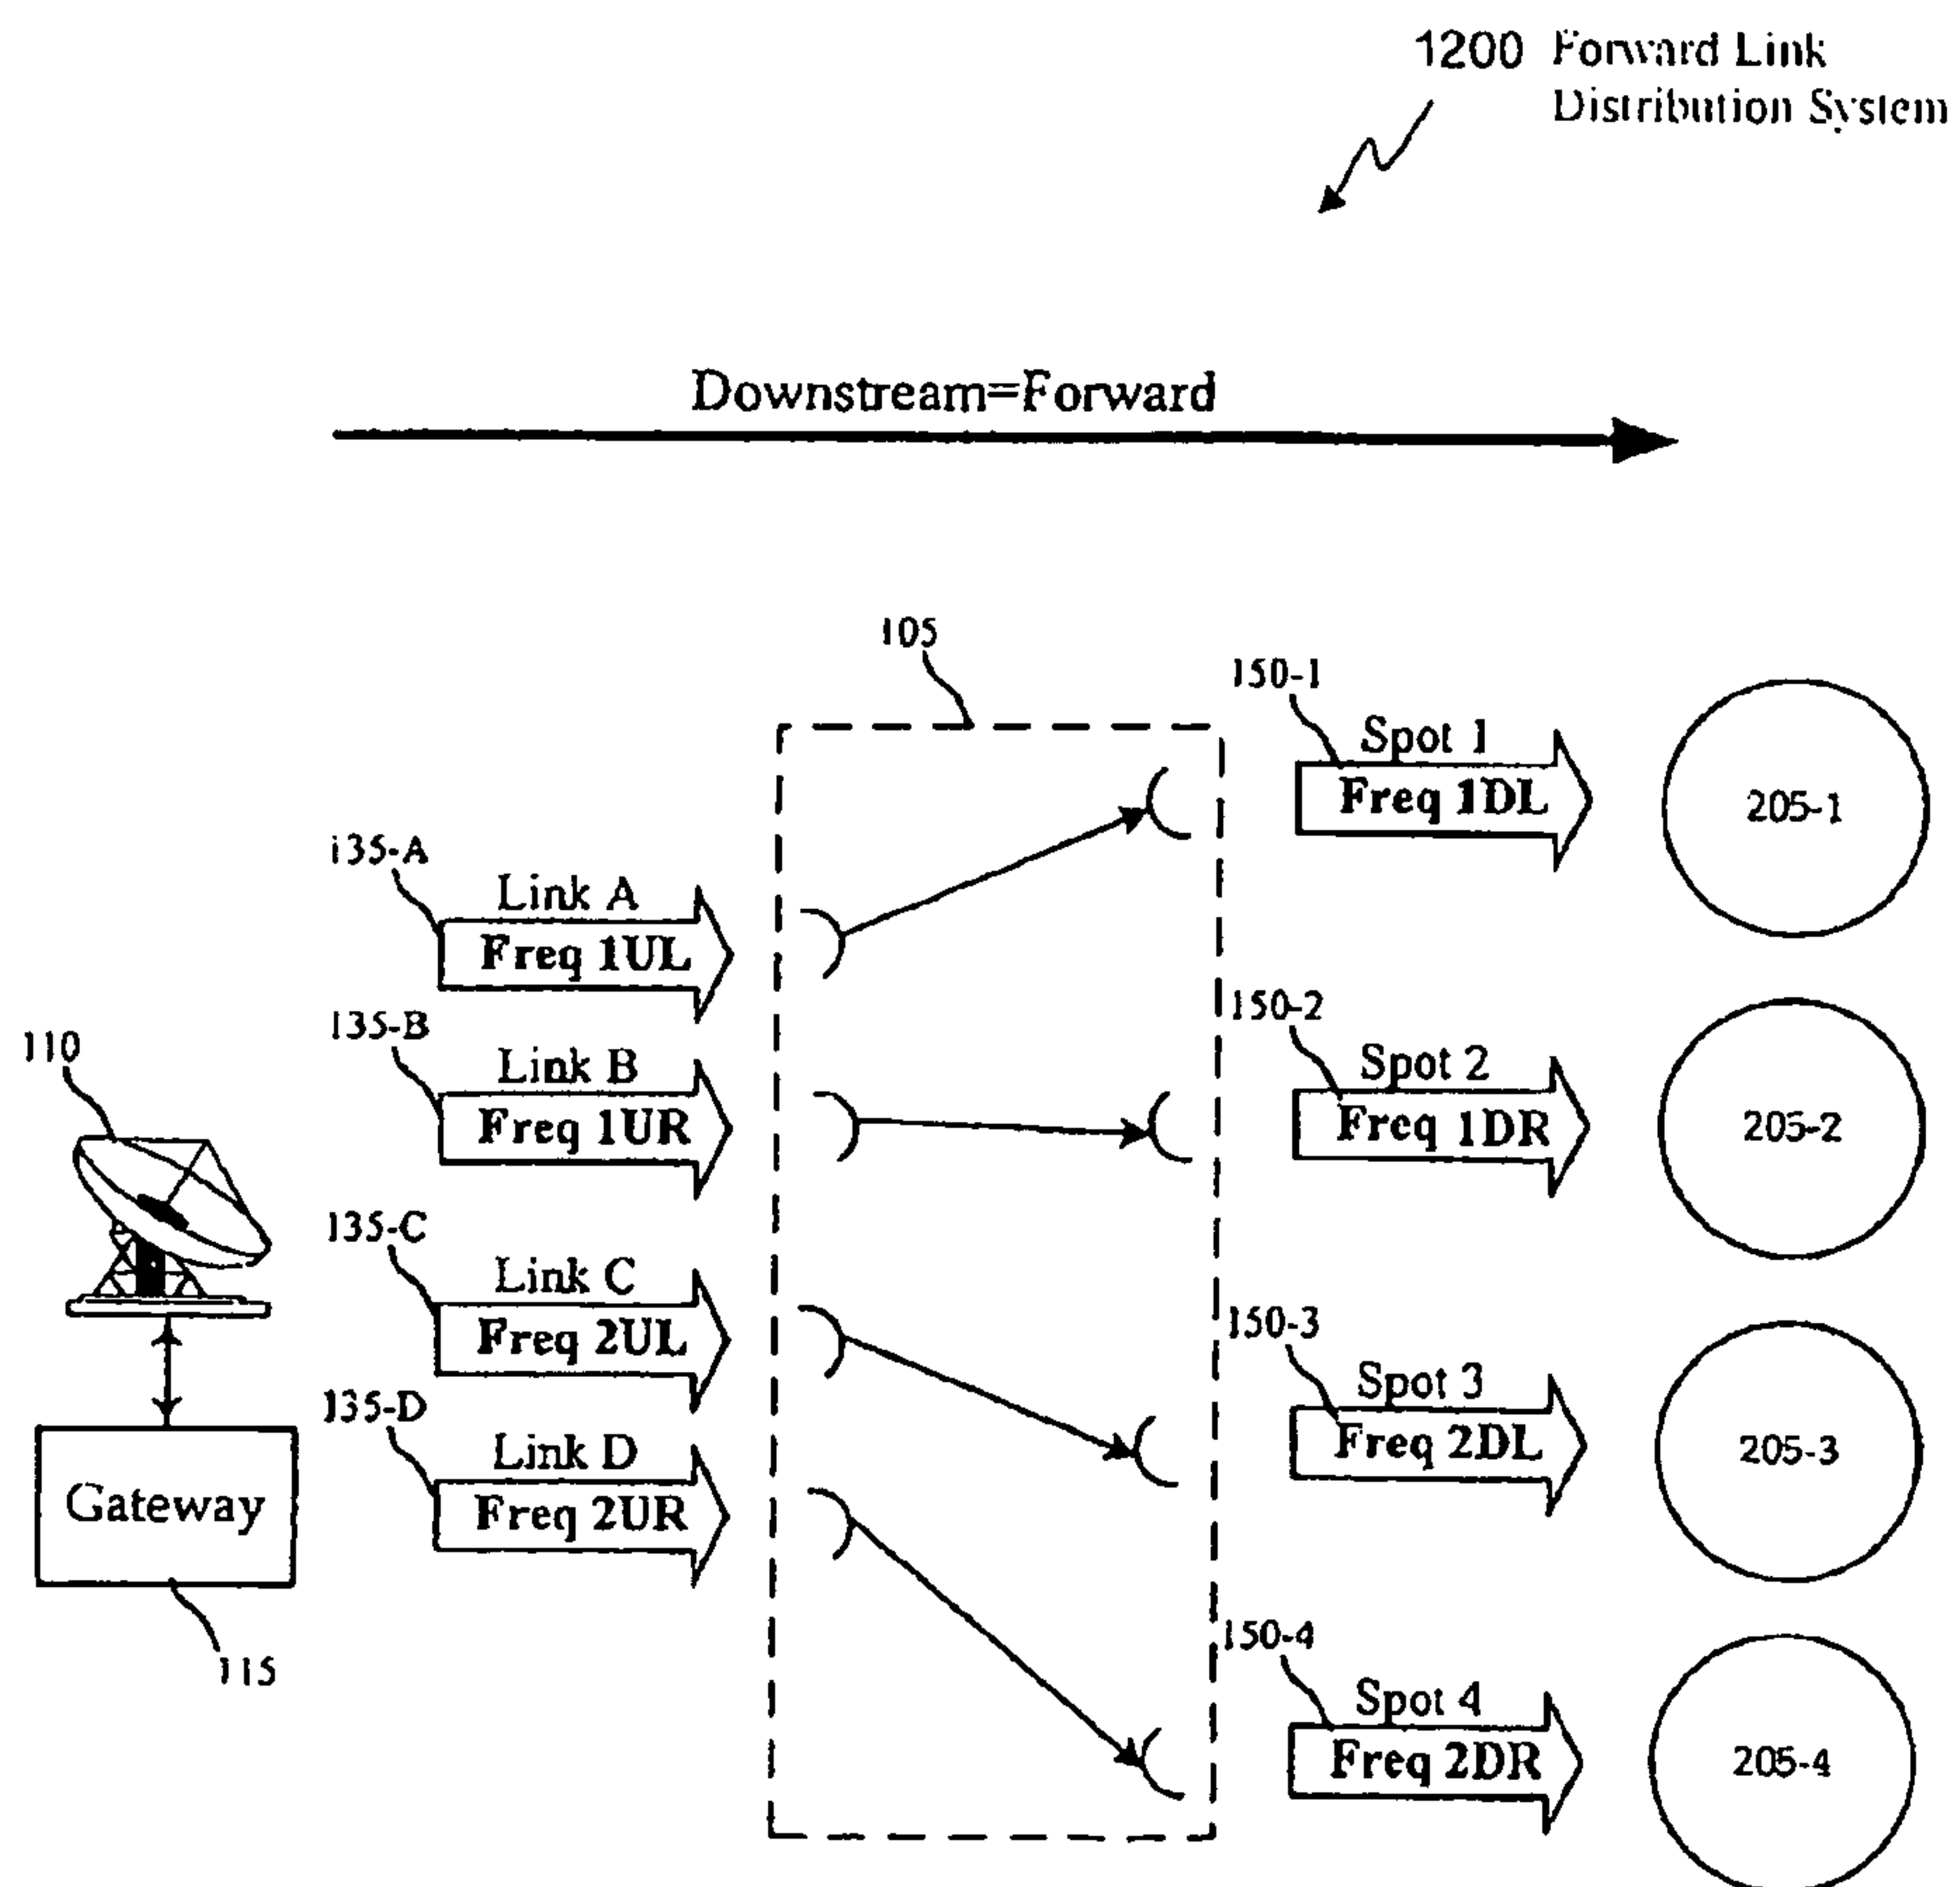 1200 Forward Link
Distribution System
Downstream=Forward
105
150-1
Spot 1
Freq 1DL
205-1
135-A
Link A
Freq 1UL
150-2
Spot 2
Freq 1DR
205-2
135-B
Link B
Freq 1UR
110
135-C
Link C
Freq 2UL
150-3
Spot 3
Freq 2DL
205-3
135-D
Link D
Freq 2UR
Gateway
115
150-4
Spot 4
Freq 2DR
205-4